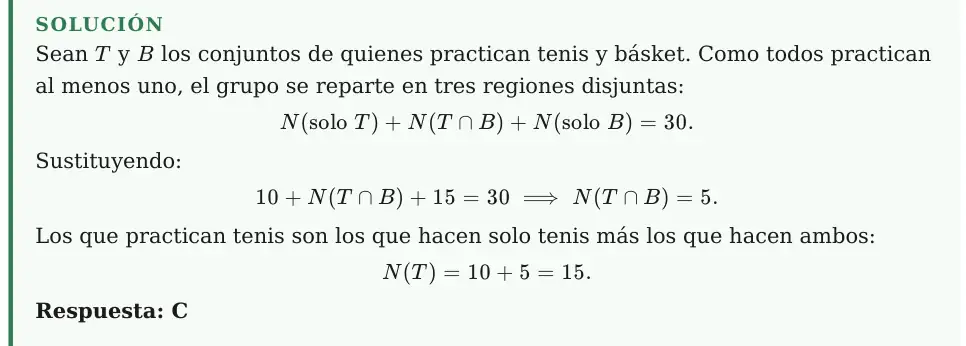 SOLUCIÓN
Sean T y B los conjuntos de quienes practican tenis y básket. Como todos practican
al menos uno, el grupo se reparte en tres regiones disjuntas:
N(solo T) + N(T ∩ B) + N(solo B) = 30.
Sustituyendo:
10 + N(T ∩ B) + 15 = 30 ⟹ N(T ∩ B) = 5.
Los que practican tenis son los que hacen solo tenis más los que hacen ambos:
N(T) = 10 + 5 = 15.
Respuesta: C